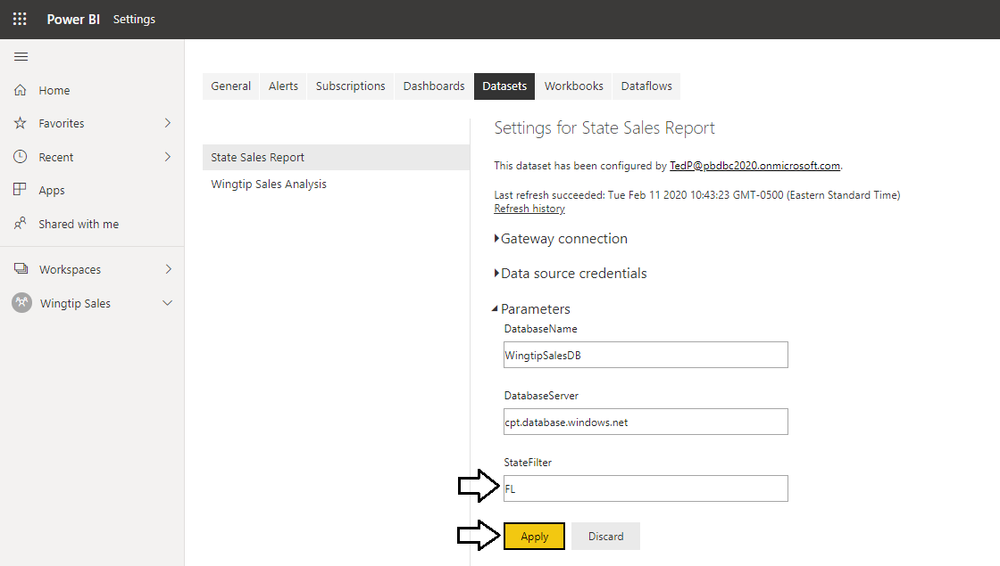 Power BI Settings
Home
Favorites
Recent
Apps
Shared with me
Workspaces
Wingtip Sales
General Alerts Subscriptions Dashboards Datasets Workbooks Dataflows
State Sales Report
Wingtip Sales Analysis
Settings for State Sales Report
This dataset has been configured by TedP@pbdbc2020.onmicrosoft.com.
Last refresh succeeded: Tue Feb 11 2020 10:43:23 GMT-0500 (Eastern Standard Time)
Refresh history
Gateway connection
Data source credentials
Parameters
DatabaseName
WingtipSalesDB
DatabaseServer
cpt.database.windows.net
StateFilter
FL
Apply Discard